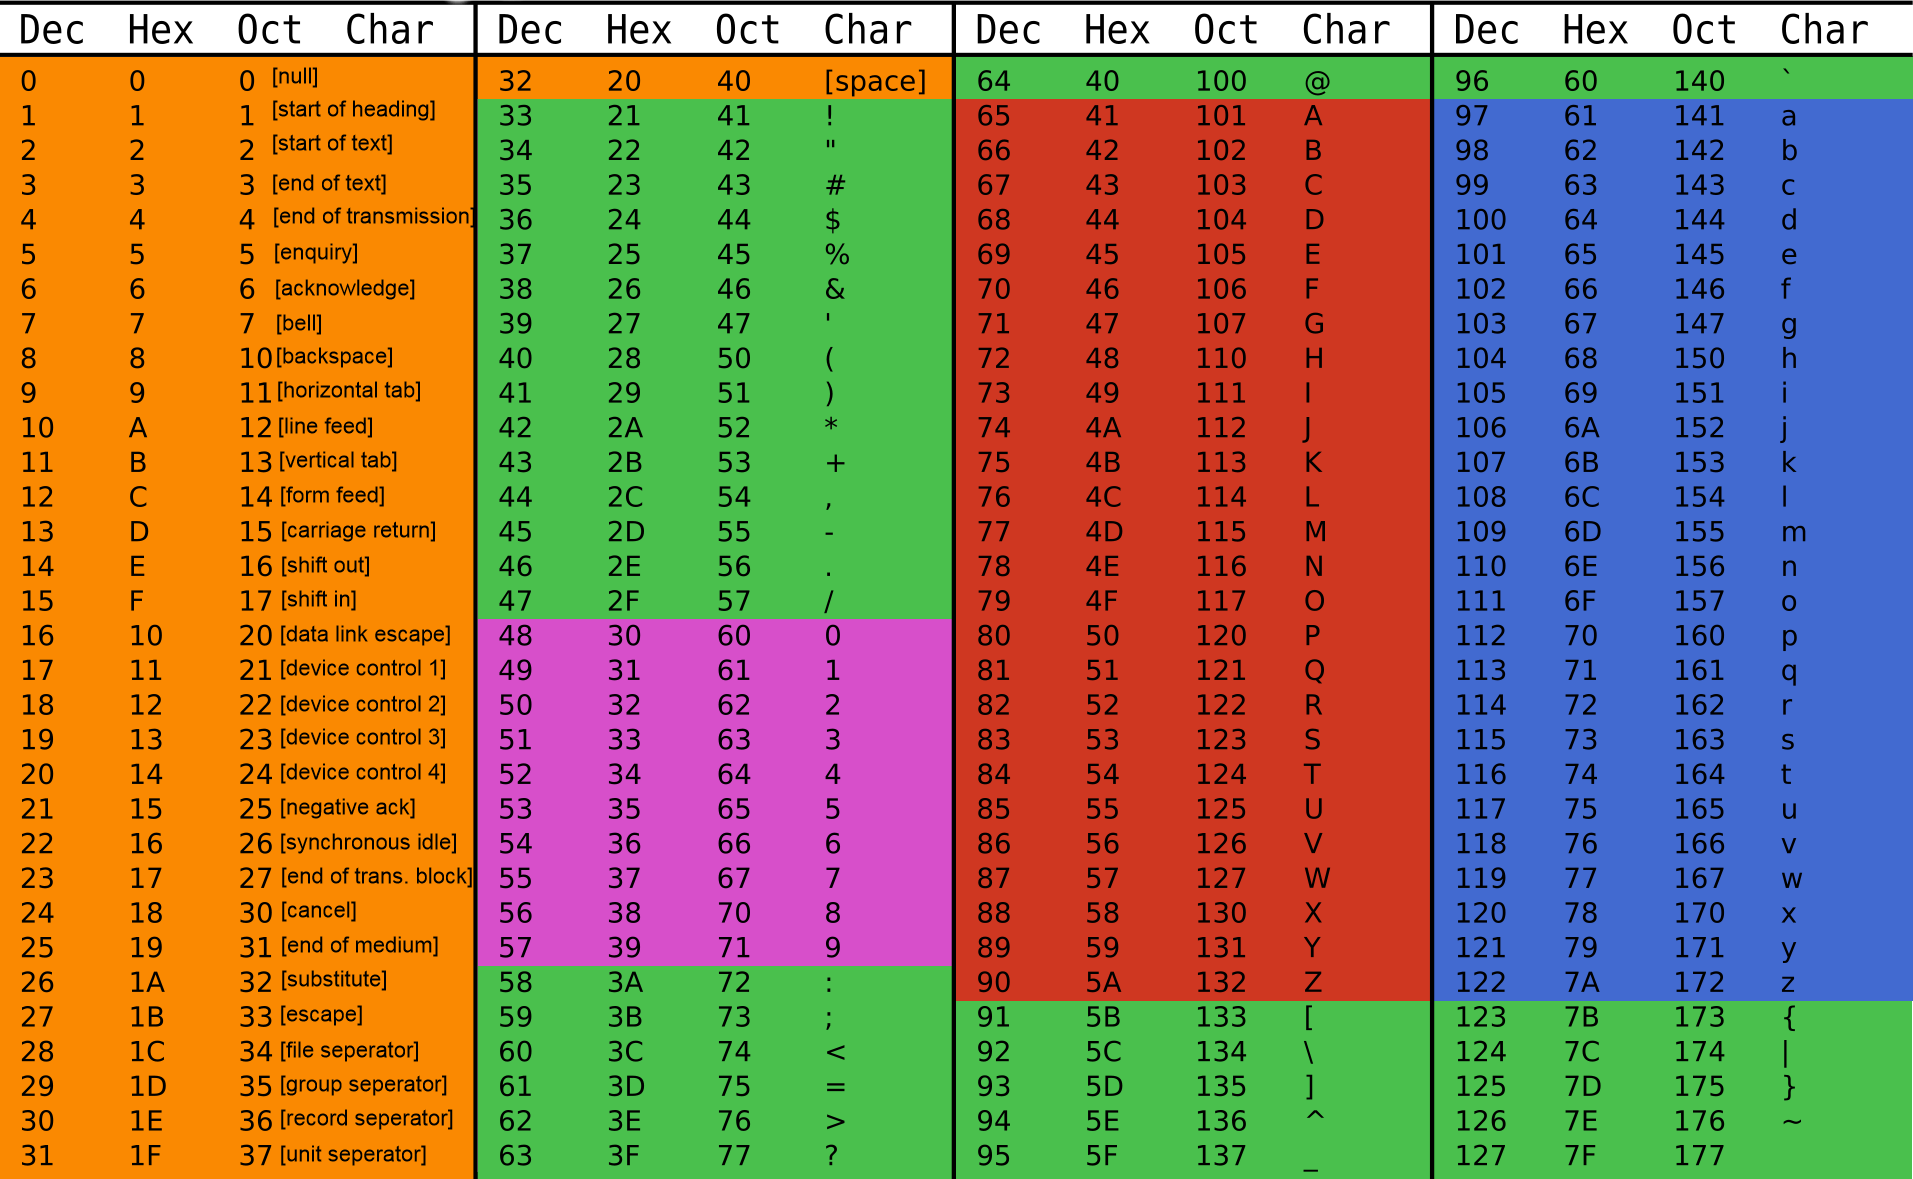 Dec Hex Oct Char Dec Hex Oct Char Dec Hex Oct Char Dec Hex Oct Char
0 0 0 [null] 32 20 40 [space] 64 40 100 @ 96 60 140 `
1 1 1 [start of heading] 33 21 41 ! 65 41 101 A 97 61 141 a
2 2 2 [start of text] 34 22 42 " 66 42 102 B 98 62 142 b
3 3 3 [end of text] 35 23 43 # 67 43 103 C 99 63 143 c
4 4 4 [end of transmission] 36 24 44 $ 68 44 104 D 100 64 144 d
5 5 5 [enquiry] 37 25 45 % 69 45 105 E 101 65 145 e
6 6 6 [acknowledge] 38 26 46 & 70 46 106 F 102 66 146 f
7 7 7 [bell] 39 27 47 ' 71 47 107 G 103 67 147 g
8 8 10 [backspace] 40 28 50 ( 72 48 110 H 104 68 150 h
9 9 11 [horizontal tab] 41 29 51 ) 73 49 111 I 105 69 151 i
10 A 12 [line feed] 42 2A 52 * 74 4A 112 J 106 6A 152 j
11 B 13 [vertical tab] 43 2B 53 + 75 4B 113 K 107 6B 153 k
12 C 14 [form feed] 44 2C 54 , 76 4C 114 L 108 6C 154 l
13 D 15 [carriage return] 45 2D 55 - 77 4D 115 M 109 6D 155 m
14 E 16 [shift out] 46 2E 56 . 78 4E 116 N 110 6E 156 n
15 F 17 [shift in] 47 2F 57 / 79 4F 117 O 111 6F 157 o
16 10 20 [data link escape] 48 30 60 0 80 50 120 P 112 70 160 p
17 11 21 [device control 1] 49 31 61 1 81 51 121 Q 113 71 161 q
18 12 22 [device control 2] 50 32 62 2 82 52 122 R 114 72 162 r
19 13 23 [device control 3] 51 33 63 3 83 53 123 S 115 73 163 s
20 14 24 [device control 4] 52 34 64 4 84 54 124 T 116 74 164 t
21 15 25 [negative ack] 53 35 65 5 85 55 125 U 117 75 165 u
22 16 26 [synchronous idle] 54 36 66 6 86 56 126 V 118 76 166 v
23 17 27 [end of trans. block] 55 37 67 7 87 57 127 W 119 77 167 w
24 18 30 [cancel] 56 38 70 8 88 58 130 X 120 78 170 x
25 19 31 [end of medium] 57 39 71 9 89 59 131 Y 121 79 171 y
26 1A 32 [substitute] 58 3A 72 : 90 5A 132 Z 122 7A 172 z
27 1B 33 [escape] 59 3B 73 ; 91 5B 133 [ 123 7B 173 {
28 1C 34 [file seperator] 60 3C 74 < 92 5C 134 \ 124 7C 174 |
29 1D 35 [group seperator] 61 3D 75 = 93 5D 135 ] 125 7D 175 }
30 1E 36 [record seperator] 62 3E 76 > 94 5E 136 ^ 126 7E 176 ~
31 1F 37 [unit seperator] 63 3F 77 ? 95 5F 137 _ 127 7F 177